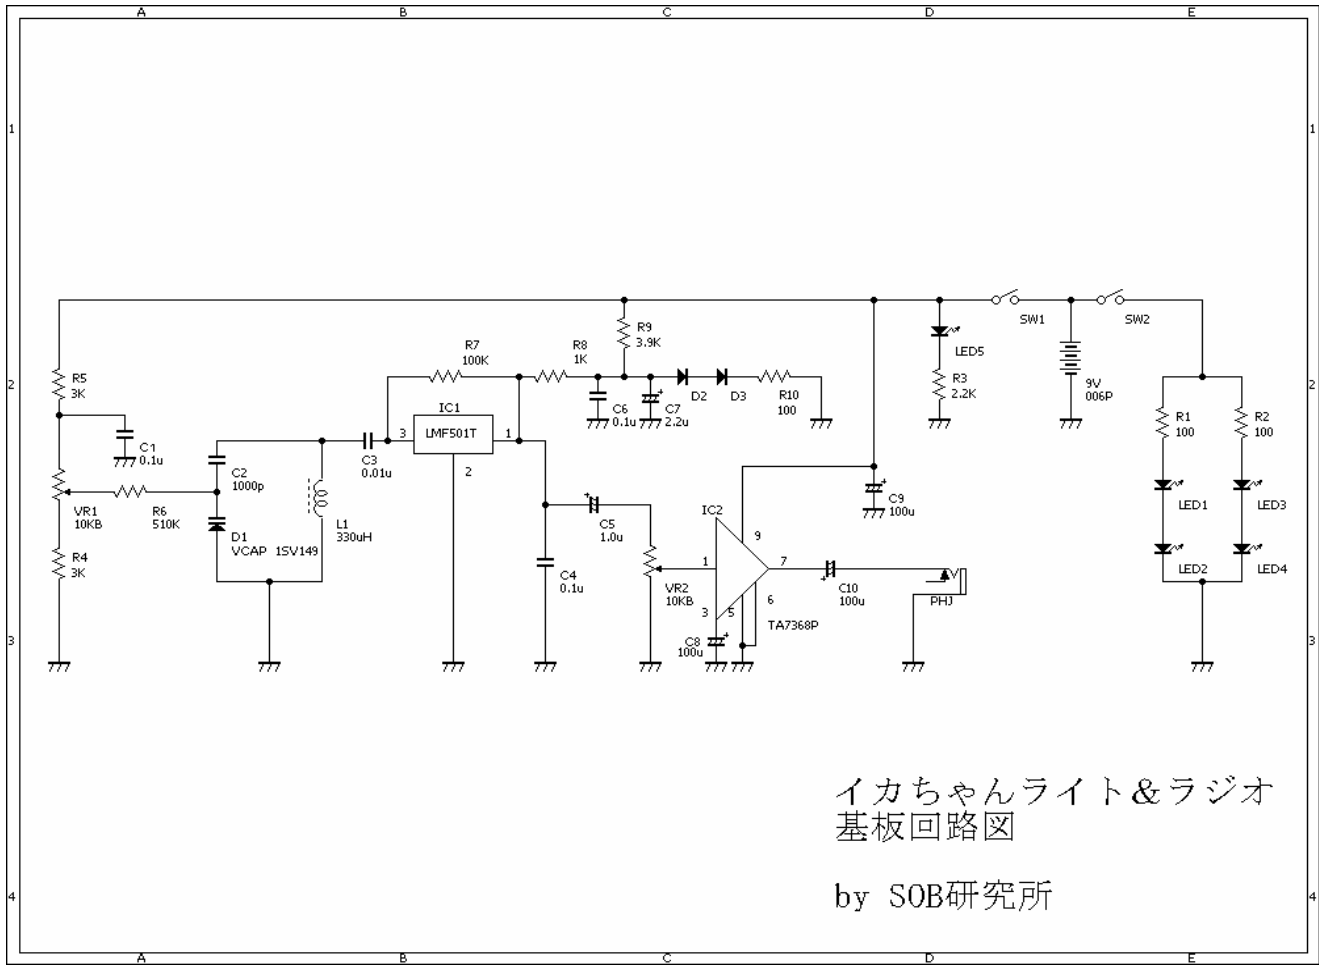 A B C D E
1 1
R9
3.9K
SW1
SW2
R7
100K
R8
1K
LED5
R5
3K
2 2
R3
2.2K
9V
006P
D2 D3
R10
100
C6
0.1u
C7
2.2u
IC1
LMF501T
3 1
2
R1
100
R2
100
C1
0.1u
C3
0.01u
C2
1000p
VR1
10KB
R6
510K
L1
330uH
D1
VCAP 1SV149
C9
100u
IC2
LED1
LED3
C5
1.0u
9
1
7
R4
3K
C4
0.1u
LED2
LED4
VR2
10KB
C10
100u
PHJ
6
3
5
TA7368P
C8
100u
3 3
イカちゃんライト&ラジオ
基板回路図
by SOB研究所
4 4
A B C D E